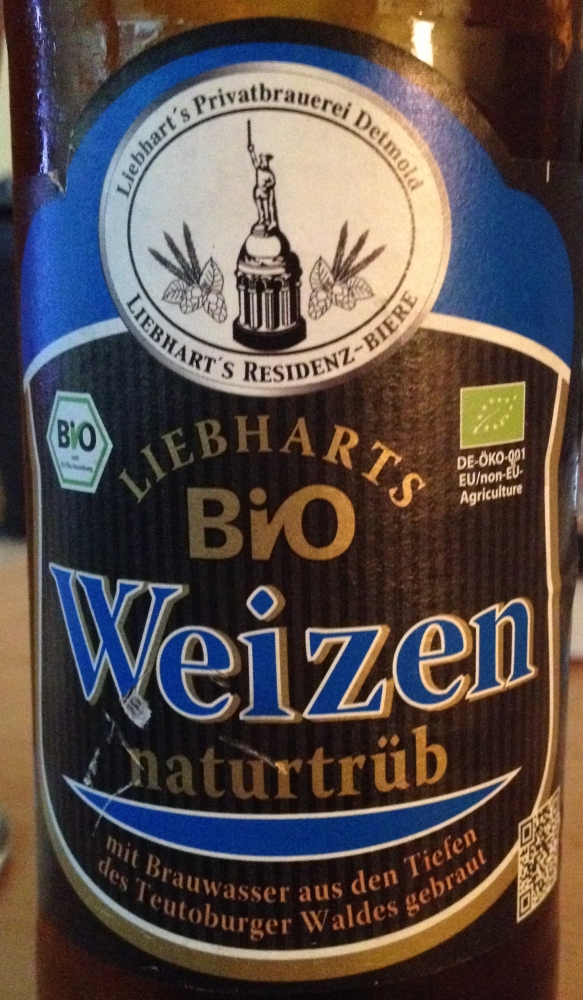 Liebhart´s Privatbrauerei Detmold
LIEBHART´S RESIDENZ-BIERE
BiO
DE-ÖKO-001
EU/non-EU-
Agriculture
LIEBHARTS
BiO
Weizen
naturtrüb
mit Brauwasser aus den Tiefen
des Teutoburger Waldes gebraut